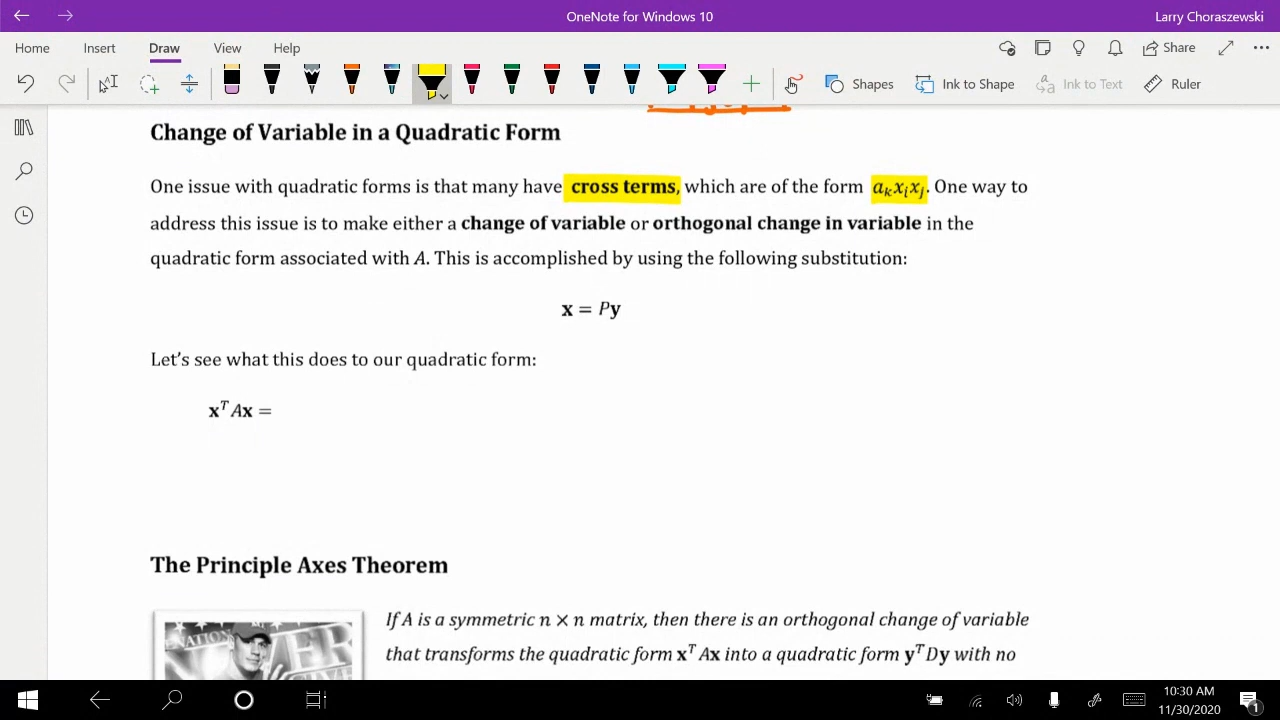 OneNote for Windows 10
Larry Choraszewski
Home Insert Draw View Help
Share
Shapes Ink to Shape Ink to Text Ruler
Change of Variable in a Quadratic Form
One issue with quadratic forms is that many have cross terms, which are of the form aₖxᵢxⱼ. One way to
address this issue is to make either a change of variable or orthogonal change in variable in the
quadratic form associated with A. This is accomplished by using the following substitution:
x = Py
Let's see what this does to our quadratic form:
xᵀAx =
The Principle Axes Theorem
If A is a symmetric n × n matrix, then there is an orthogonal change of variable
that transforms the quadratic form xᵀAx into a quadratic form yᵀDy with no
10:30 AM
11/30/2020
1